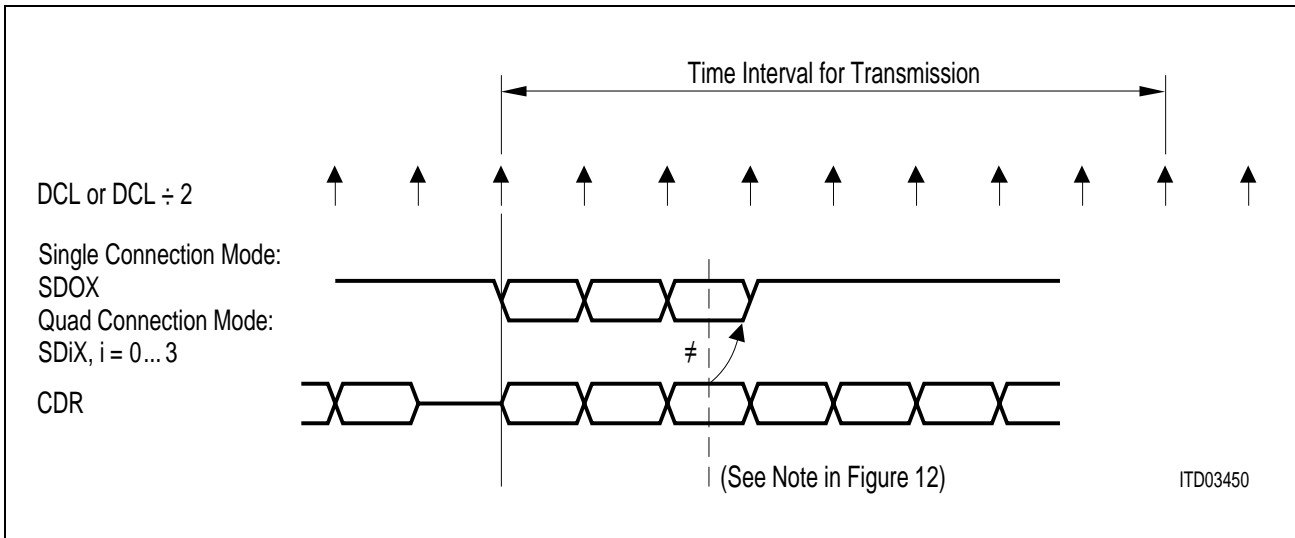 Time Interval for Transmission
DCL or DCL ÷ 2
Single Connection Mode:
SDOX
Quad Connection Mode:
SDiX, i = 0... 3
≠
CDR
(See Note in Figure 12)
ITD03450